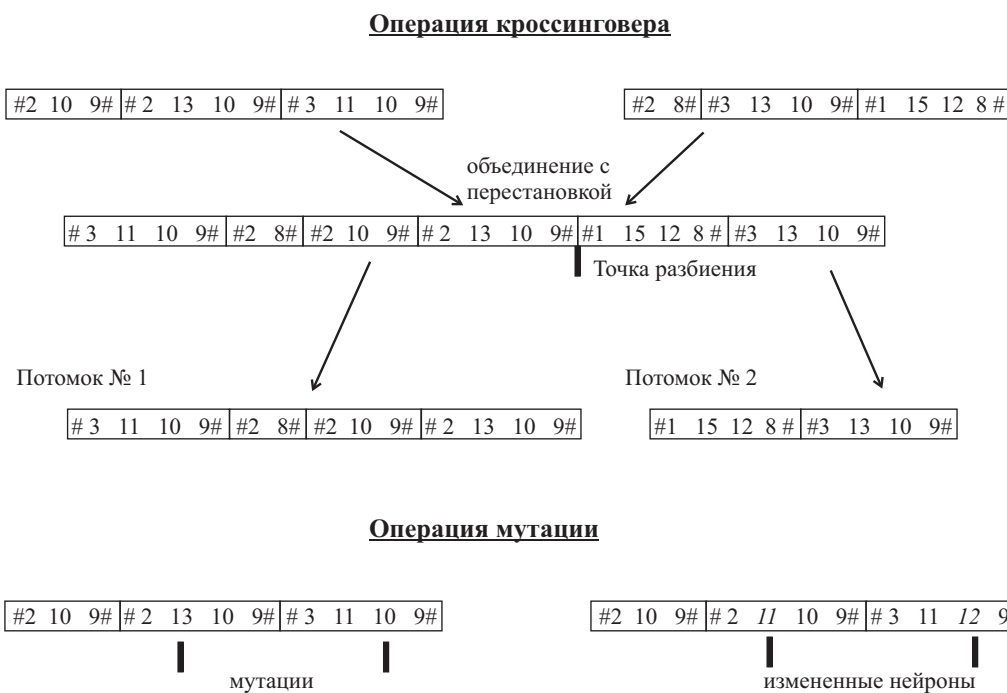 Операция кроссинговера
#2 10 9# # 2 13 10 9# # 3 11 10 9# #2 8# #3 13 10 9# #1 15 12 8 #
объединение с
перестановкой
# 3 11 10 9# #2 8# #2 10 9# # 2 13 10 9# #1 15 12 8 # #3 13 10 9#
Точка разбиения
Потомок № 1 Потомок № 2
# 3 11 10 9# #2 8# #2 10 9# # 2 13 10 9# #1 15 12 8 # #3 13 10 9#
Операция мутации
#2 10 9# # 2 13 10 9# # 3 11 10 9# #2 10 9# # 2 11 10 9# # 3 11 12 9
мутации измененные нейроны